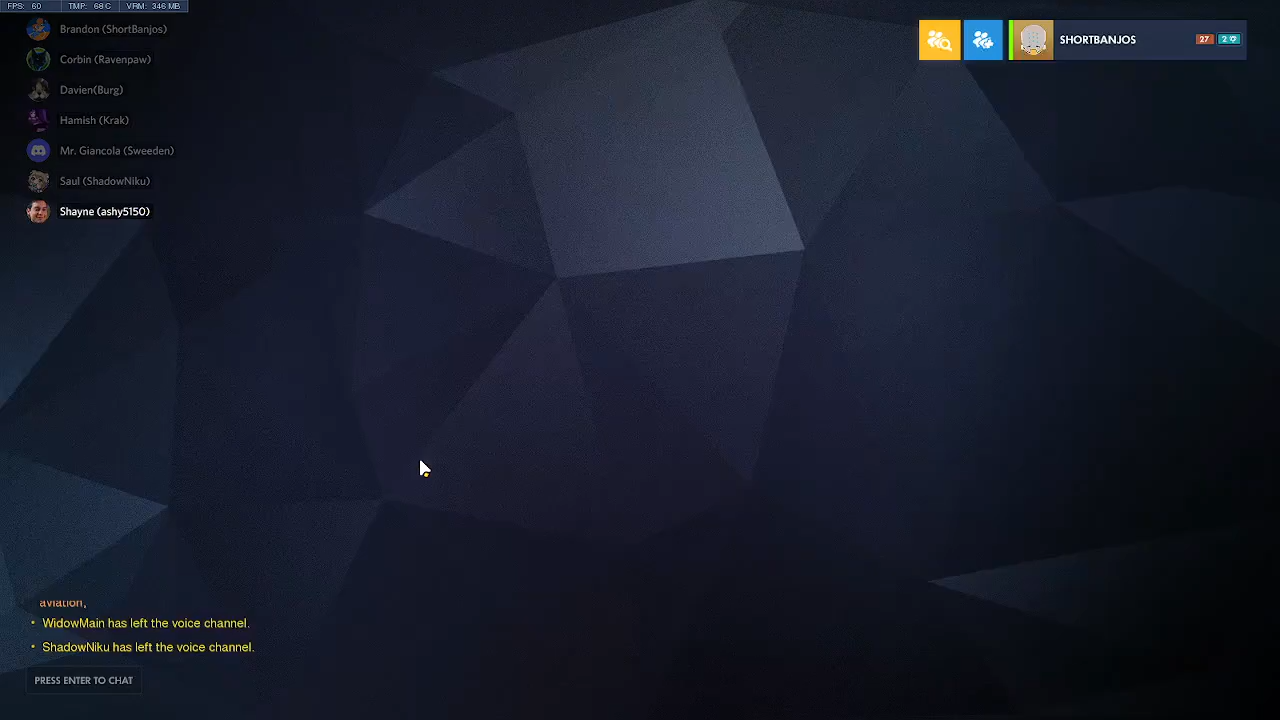 FPS: 60 TMP: 68 C VRM: 346 MB
Brandon (ShortBanjos)
Corbin (Ravenpaw)
Davien(Burg)
Hamish (Krak)
Mr. Giancola (Sweeden)
Saul (ShadowNiku)
Shayne (ashy5150)
SHORTBANJOS 27 2
aviation,
• WidowMain has left the voice channel.
• ShadowNiku has left the voice channel.
PRESS ENTER TO CHAT